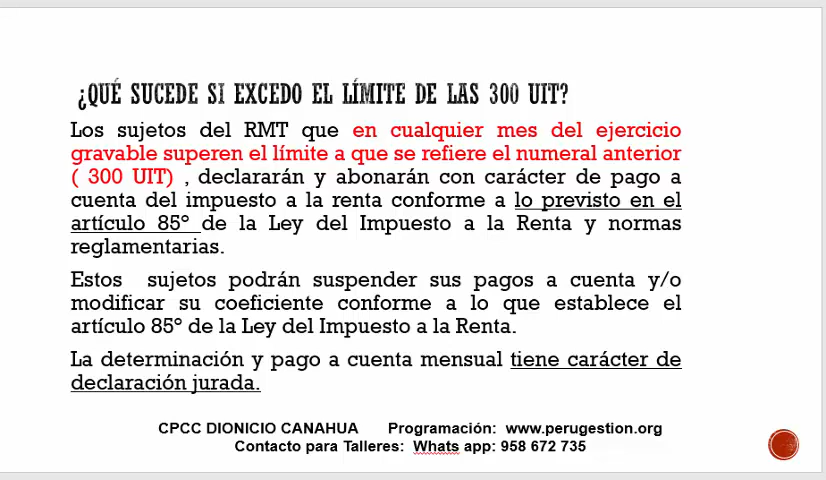 ¿QUÉ SUCEDE SI EXCEDO EL LÍMITE DE LAS 300 UIT?
Los sujetos del RMT que en cualquier mes del ejercicio
gravable superen el límite a que se refiere el numeral anterior
( 300 UIT) , declararán y abonarán con carácter de pago a
cuenta del impuesto a la renta conforme a lo previsto en el
artículo 85° de la Ley del Impuesto a la Renta y normas
reglamentarias.
Estos sujetos podrán suspender sus pagos a cuenta y/o
modificar su coeficiente conforme a lo que establece el
artículo 85° de la Ley del Impuesto a la Renta.
La determinación y pago a cuenta mensual tiene carácter de
declaración jurada.
CPCC DIONICIO CANAHUA Programación: www.perugestion.org
Contacto para Talleres: Whats app: 958 672 735